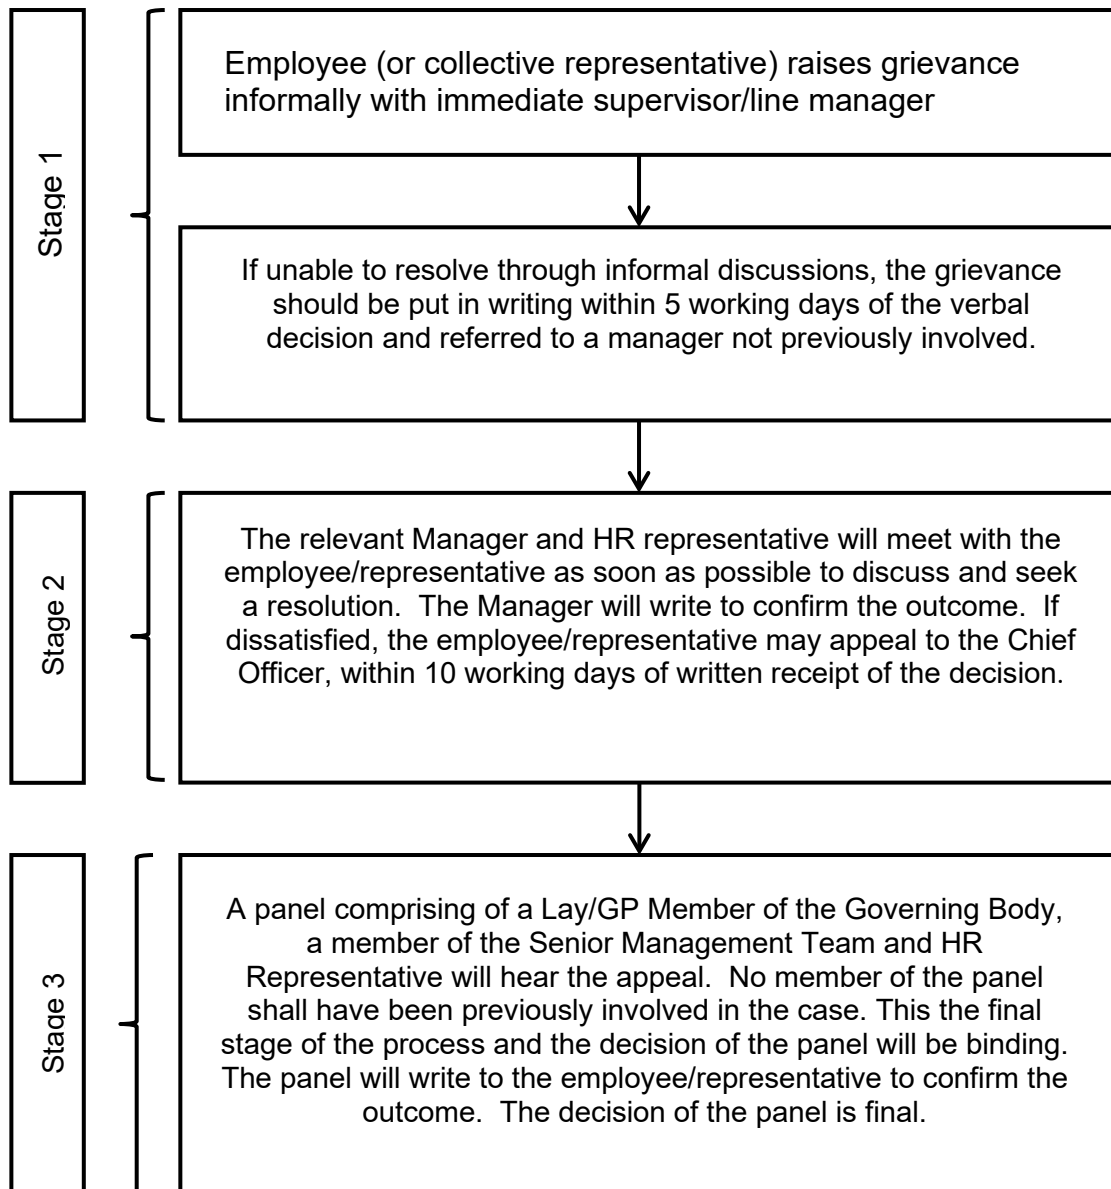 Stage 1
Employee (or collective representative) raises grievance
informally with immediate supervisor/line manager
If unable to resolve through informal discussions, the grievance
should be put in writing within 5 working days of the verbal
decision and referred to a manager not previously involved.
Stage 2
The relevant Manager and HR representative will meet with the
employee/representative as soon as possible to discuss and seek
a resolution.  The Manager will write to confirm the outcome.  If
dissatisfied, the employee/representative may appeal to the Chief
Officer, within 10 working days of written receipt of the decision.
Stage 3
A panel comprising of a Lay/GP Member of the Governing Body,
a member of the Senior Management Team and HR
Representative will hear the appeal.  No member of the panel
shall have been previously involved in the case. This the final
stage of the process and the decision of the panel will be binding.
The panel will write to the employee/representative to confirm the
outcome.  The decision of the panel is final.